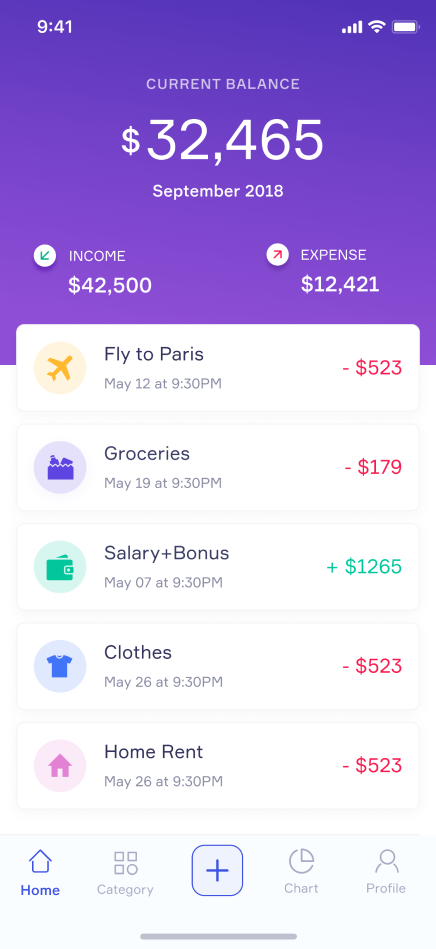 9:41
CURRENT BALANCE
$32,465
September 2018
INCOME
$42,500
EXPENSE
$12,421
Fly to Paris
May 12 at 9:30PM
- $523
Groceries
May 19 at 9:30PM
- $179
Salary+Bonus
May 07 at 9:30PM
+ $1265
Clothes
May 26 at 9:30PM
- $523
Home Rent
May 26 at 9:30PM
- $523
Home
Category
Chart
Profile